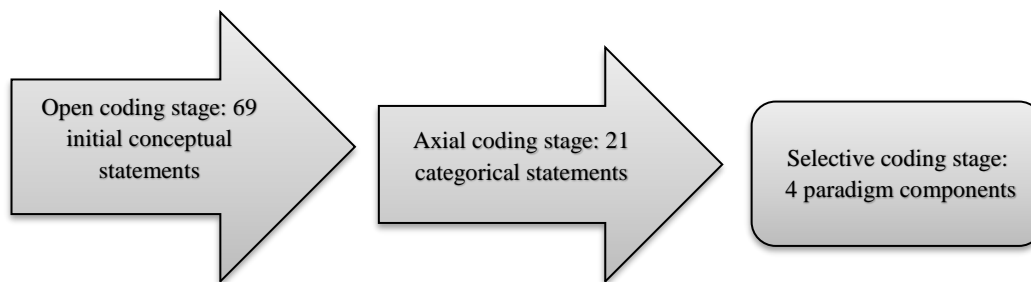 Open coding stage: 69
initial conceptual
statements
Axial coding stage: 21
categorical statements
Selective coding stage:
4 paradigm components